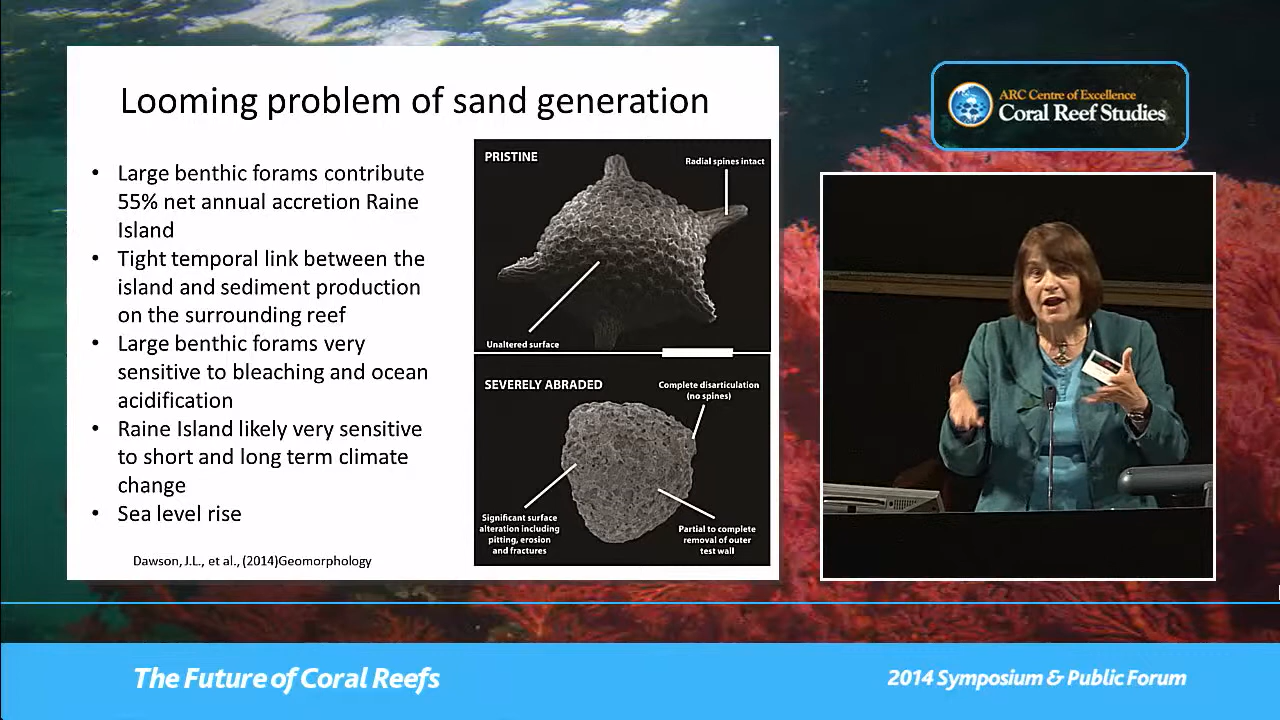 Looming problem of sand generation
• Large benthic forams contribute
55% net annual accretion Raine
Island
• Tight temporal link between the
island and sediment production
on the surrounding reef
• Large benthic forams very
sensitive to bleaching and ocean
acidification
• Raine Island likely very sensitive
to short and long term climate
change
• Sea level rise
Dawson, J.L., et al., (2014)Geomorphology
PRISTINE
Radial spines intact
Unaltered surface
SEVERELY ABRADED
Complete disarticulation
(no spines)
Significant surface
alteration including
pitting, erosion
and fractures
Partial to complete
removal of outer
test wall
ARC Centre of Excellence
Coral Reef Studies
The Future of Coral Reefs
2014 Symposium & Public Forum